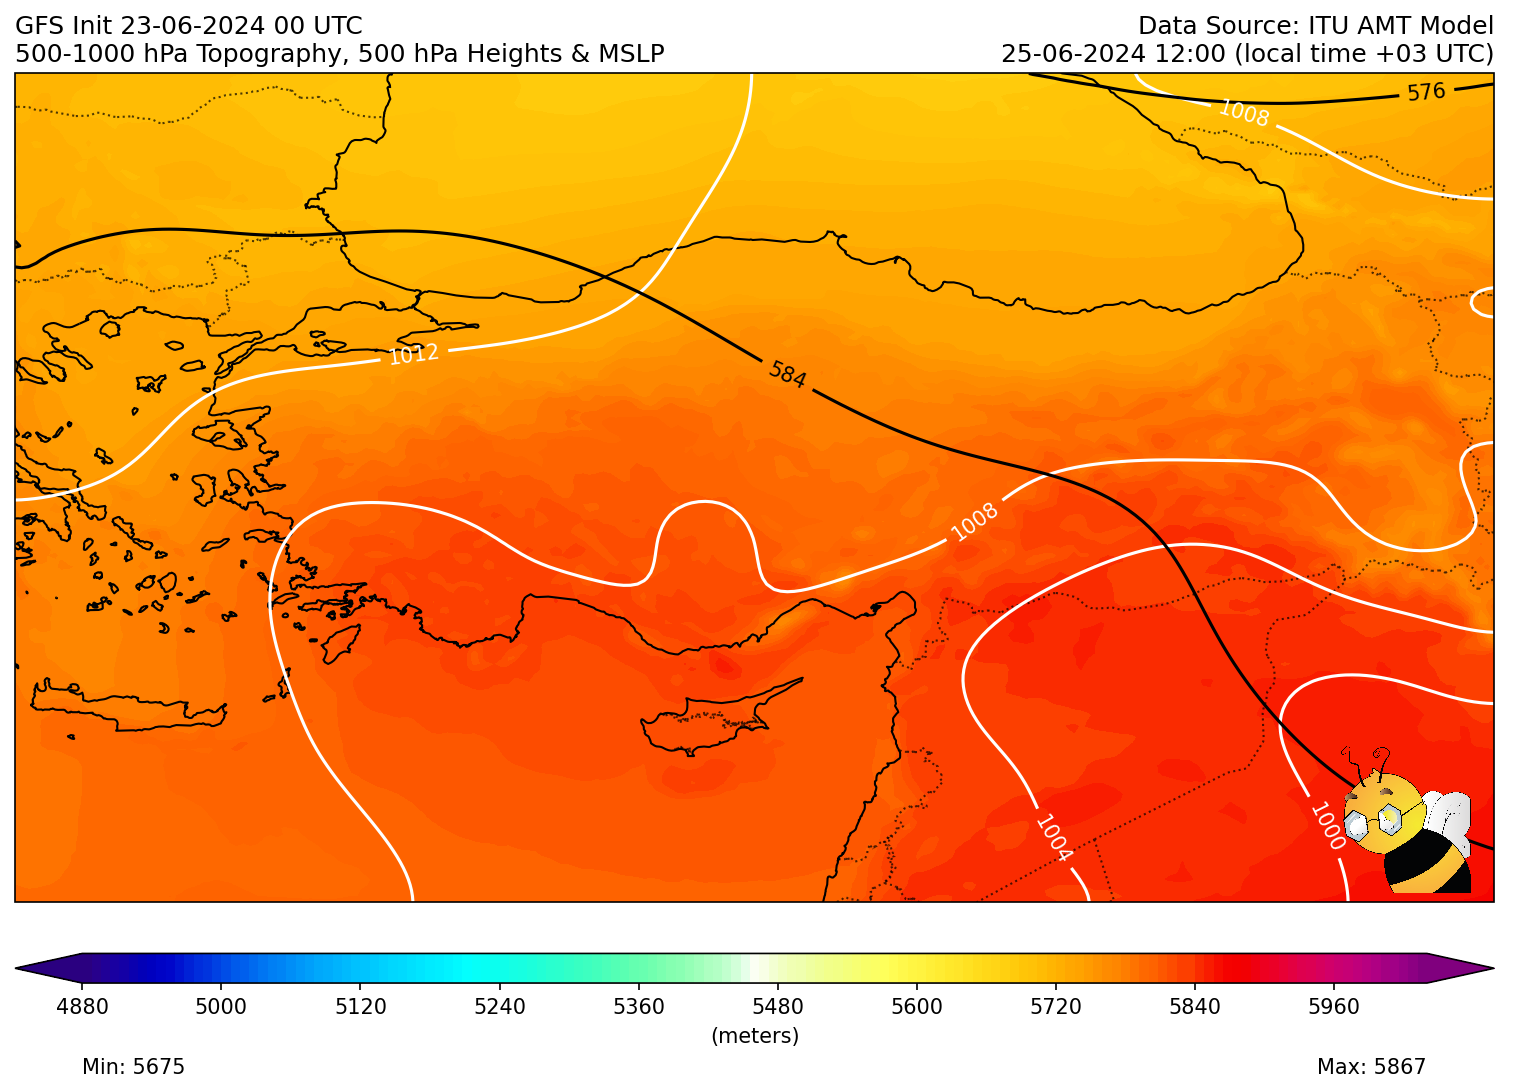 GFS Init 23-06-2024 00 UTC
Data Source: ITU AMT Model
500-1000 hPa Topography, 500 hPa Heights & MSLP
25-06-2024 12:00 (local time +03 UTC)
576
1008
1012
584
1008
1004
1000
4880 5000 5120 5240 5360 5480 5600 5720 5840 5960
(meters)
Min: 5675
Max: 5867